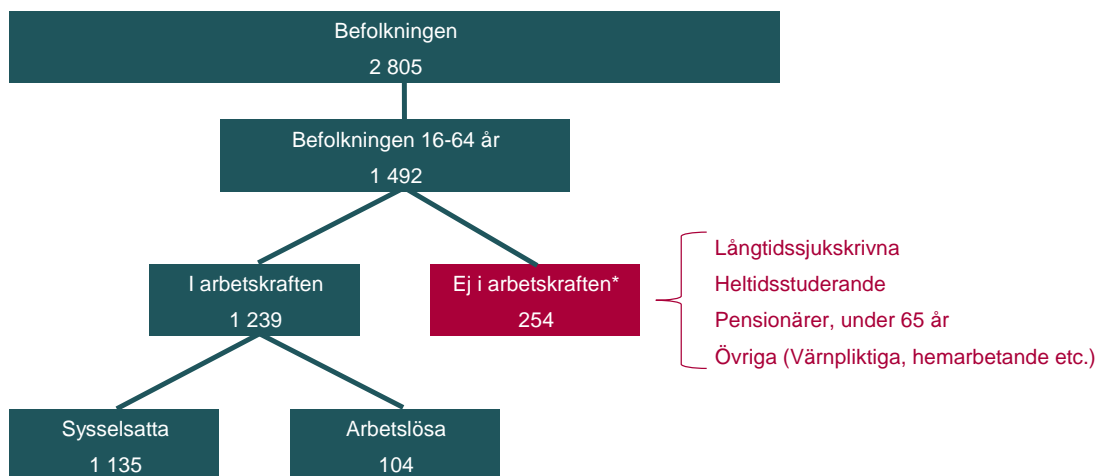 Befolkningen
2 805
Befolkningen 16-64 år
1 492
I arbetskraften
1 239
Ej i arbetskraften*
254
Långtidssjukskrivna
Heltidsstuderande
Pensionärer, under 65 år
Övriga (Värnpliktiga, hemarbetande etc.)
Sysselsatta
1 135
Arbetslösa
104